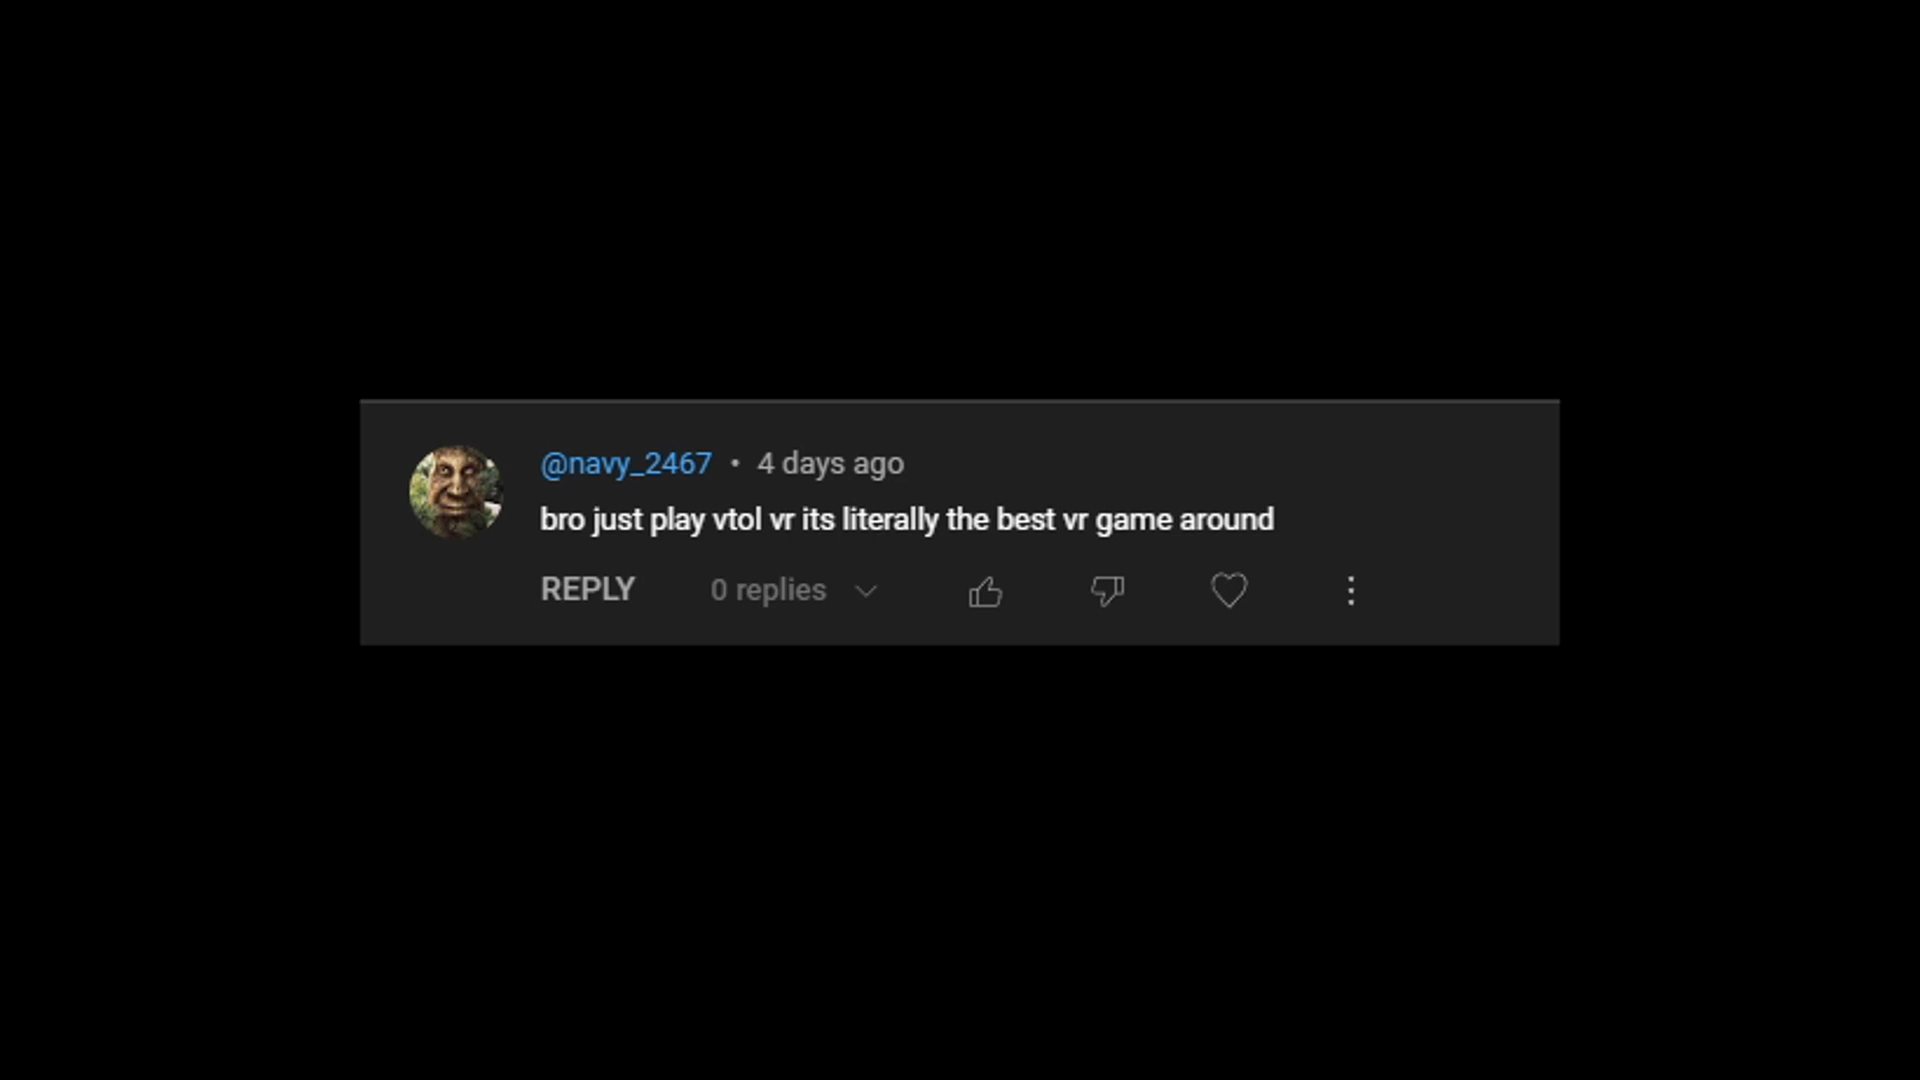 @navy_2467 • 4 days ago
bro just play vtol vr its literally the best vr game around
REPLY 0 replies